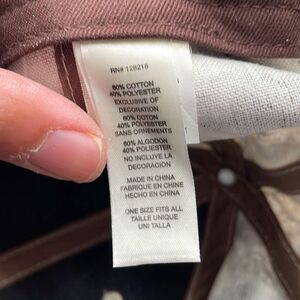 RN# 128218
60% COTTON
40% POLYESTER
EXCLUSIVE OF
DECORATION
60% COTON
40% POLYESTER
SANS ORNEMENTS
60% ALGODON
40% POLIESTER
NO INCLUYE LA
DECORACION
MADE IN CHINA
FABRIQUE EN CHINE
HECHO EN CHINA
ONE SIZE FITS ALL
TAILLE UNIQUE
UNI TALLA